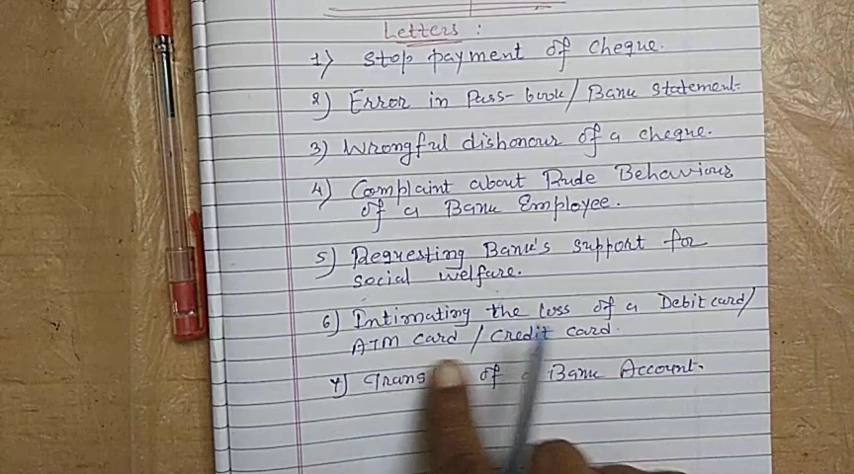 Letters :
1) Stop payment of cheque.
2) Error in Pass-book/Bank statement.
3) Wrongful dishonour of a cheque.
4) Complaint about Rude Behaviour
of a Bank Employee.
5) Requesting Bank's support for
social welfare.
6) Intimating the loss of a Debit card/
ATM card / credit card.
7) of Bank Account.